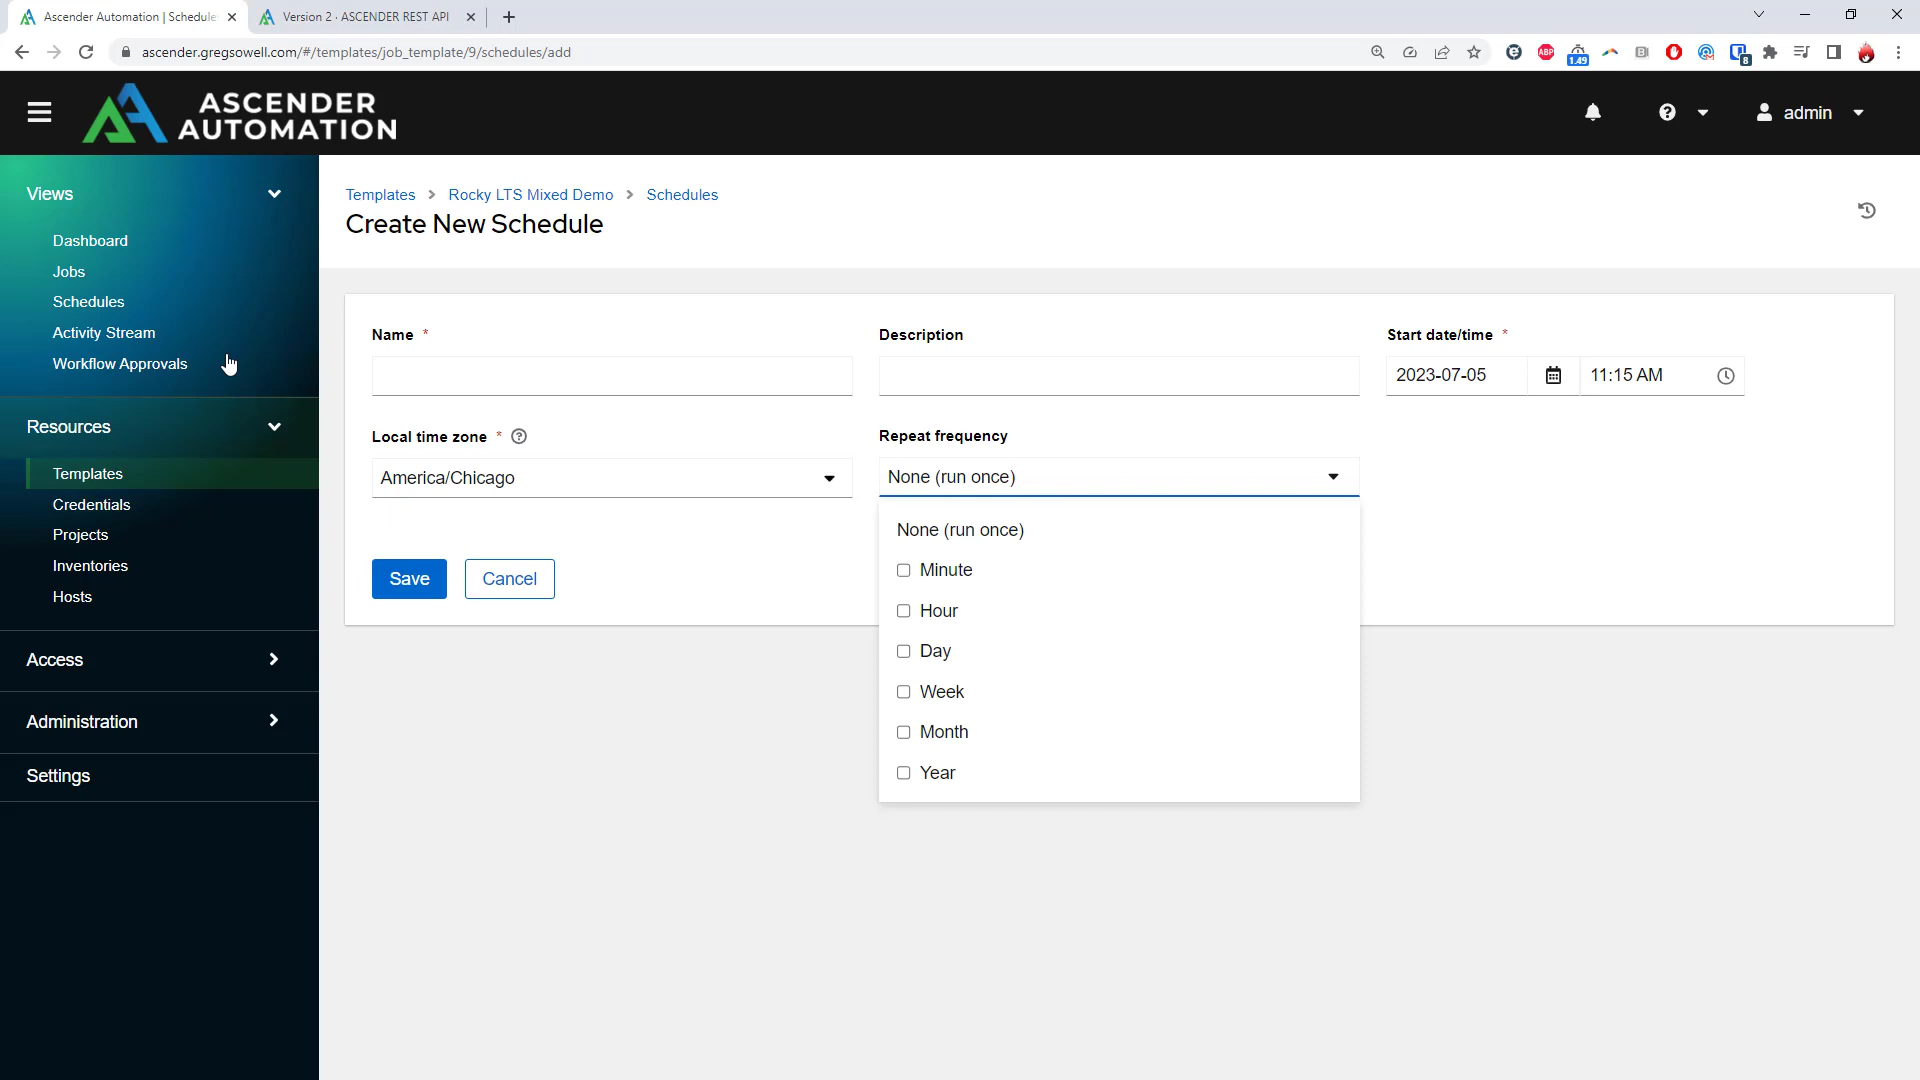 Ascender Automation | Schedule
Version 2 · ASCENDER REST API
ascender.gregsowell.com/#/templates/job_template/9/schedules/add
ABP
1.49
8
ASCENDER
AUTOMATION
admin
Views
Dashboard
Jobs
Schedules
Activity Stream
Workflow Approvals
Resources
Templates
Credentials
Projects
Inventories
Hosts
Access
Administration
Settings
Templates > Rocky LTS Mixed Demo > Schedules
Create New Schedule
Name *
Description
Start date/time *
2023-07-05
11:15 AM
Local time zone *
America/Chicago
Repeat frequency
None (run once)
None (run once)
Minute
Hour
Day
Week
Month
Year
Save
Cancel